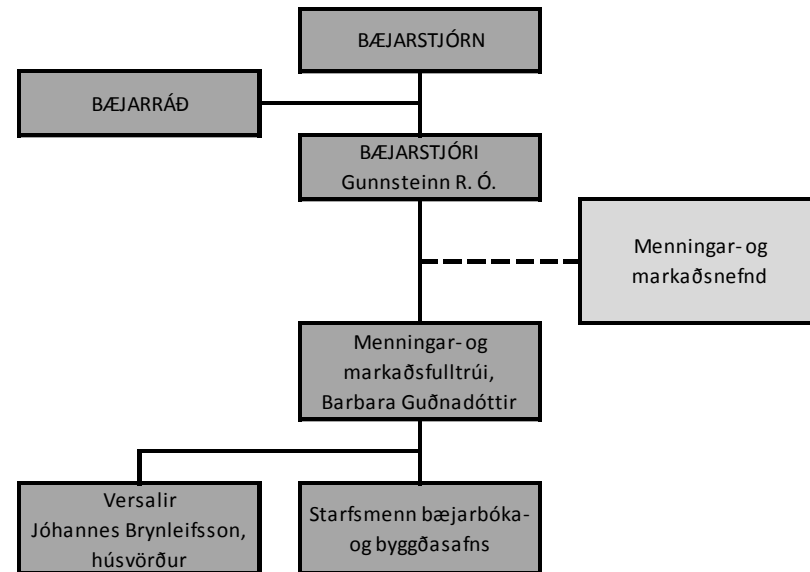 BÆJARSTJÓRN
BÆJARRÁÐ
BÆJARSTJÓRI
Gunnsteinn R. Ó.
Menningar- og
markaðsnefnd
Menningar- og
markaðsfulltrúi,
Barbara Guðnadóttir
Versalir
Jóhannes Brynleifsson,
húsvörður
Starfsmenn bæjarbóka-
og byggðasafns